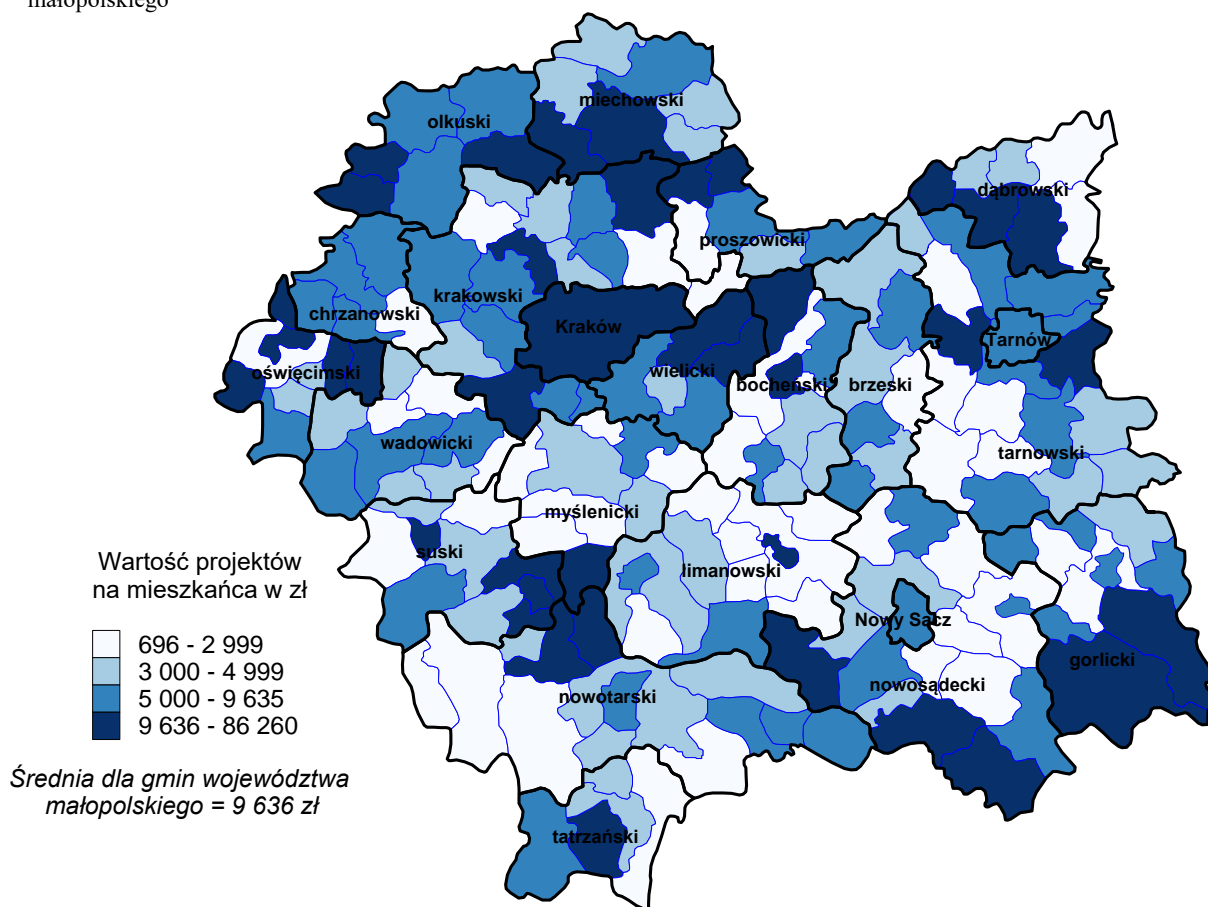 małopolskiego
miechowski
olkuski
dąbrowski
proszowicki
krakowski
chrzanowski
Kraków
Tarnów
oświęcimski
wielicki
bocheński
brzeski
wadowicki
tarnowski
myślenicki
suski
limanowski
Nowy Sącz
gorlicki
nowosądecki
nowotarski
tatrzański
Wartość projektów
na mieszkańca w zł
696 - 2 999
3 000 - 4 999
5 000 - 9 635
9 636 - 86 260
Średnia dla gmin województwa
małopolskiego = 9 636 zł